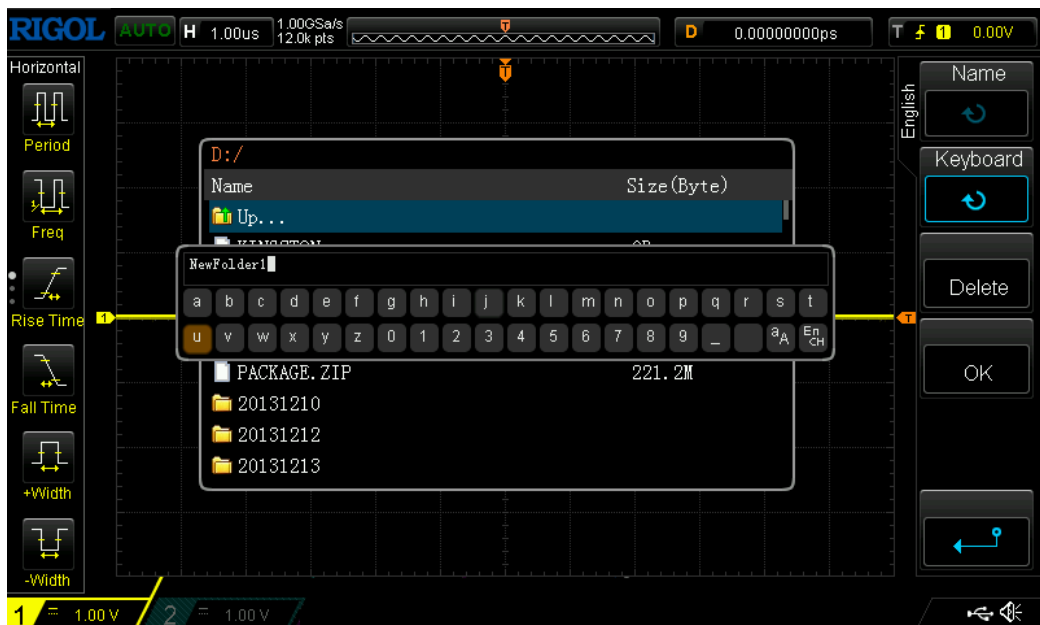 RIGOL AUTO H 1.00us 1.00GSa/s 12.0k pts T D 0.00000000ps T 1 0.00V
Horizontal
Period
Freq
Rise Time
Fall Time
+Width
-Width
T
D:/
Name Size(Byte)
Up...
NewFolder1
a b c d e f g h i j k l m n o p q r s t
u v w x y z 0 1 2 3 4 5 6 7 8 9 _ aA En CH
PACKAGE.ZIP 221.2M
20131210
20131212
20131213
1
T
English
Name
Keyboard
Delete
OK
1 1.00 V 2 1.00 V